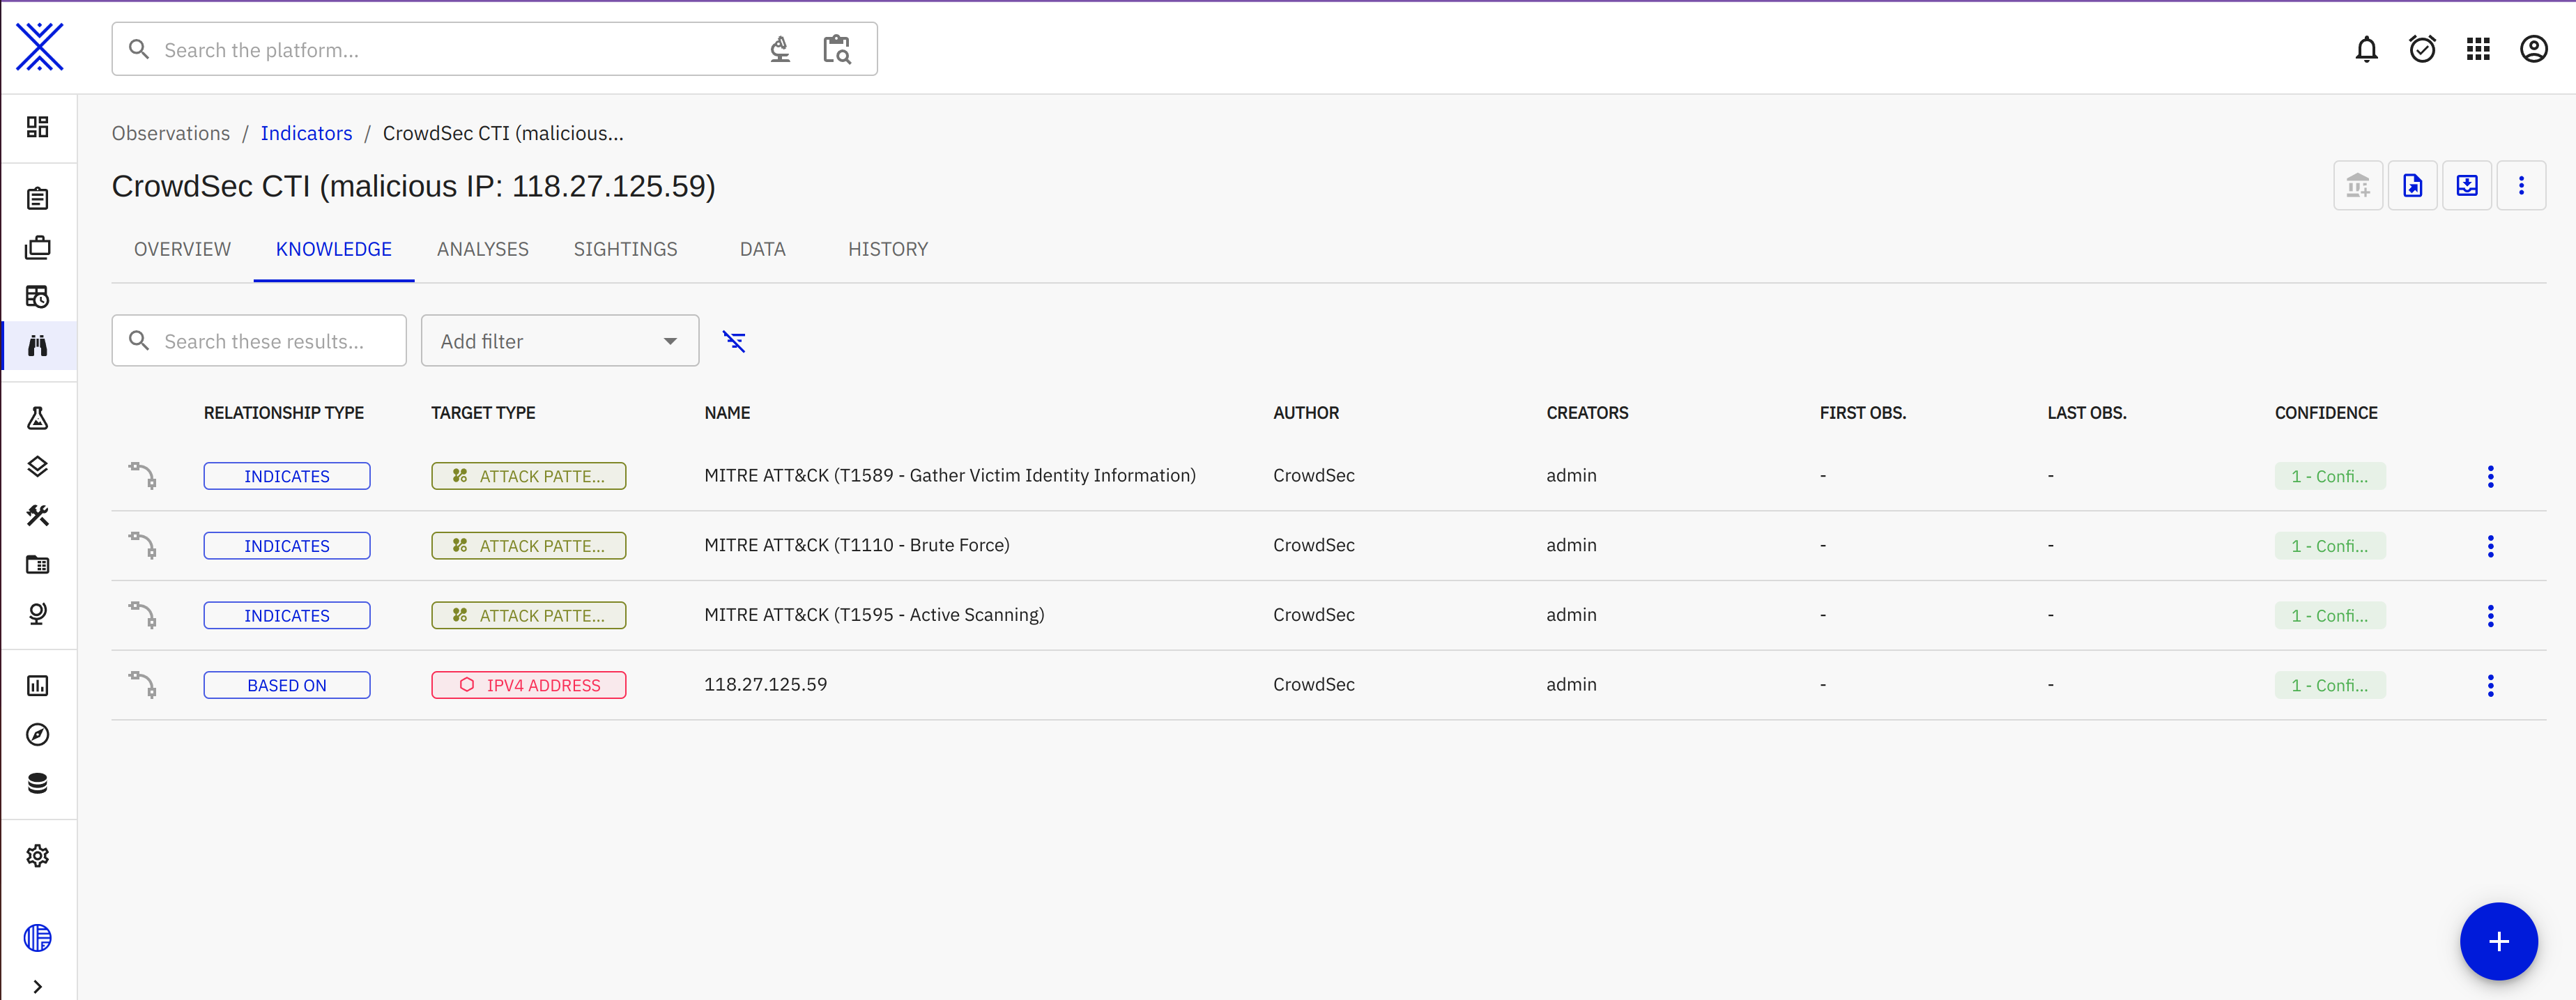 Search the platform...
Observations / Indicators / CrowdSec CTI (malicious...
CrowdSec CTI (malicious IP: 118.27.125.59)
OVERVIEW KNOWLEDGE ANALYSES SIGHTINGS DATA HISTORY
Search these results... Add filter
RELATIONSHIP TYPE TARGET TYPE NAME AUTHOR CREATORS FIRST OBS. LAST OBS. CONFIDENCE
INDICATES ATTACK PATTE... MITRE ATT&CK (T1589 - Gather Victim Identity Information) CrowdSec admin - - 1 - Confi...
INDICATES ATTACK PATTE... MITRE ATT&CK (T1110 - Brute Force) CrowdSec admin - - 1 - Confi...
INDICATES ATTACK PATTE... MITRE ATT&CK (T1595 - Active Scanning) CrowdSec admin - - 1 - Confi...
BASED ON IPV4 ADDRESS 118.27.125.59 CrowdSec admin - - 1 - Confi...